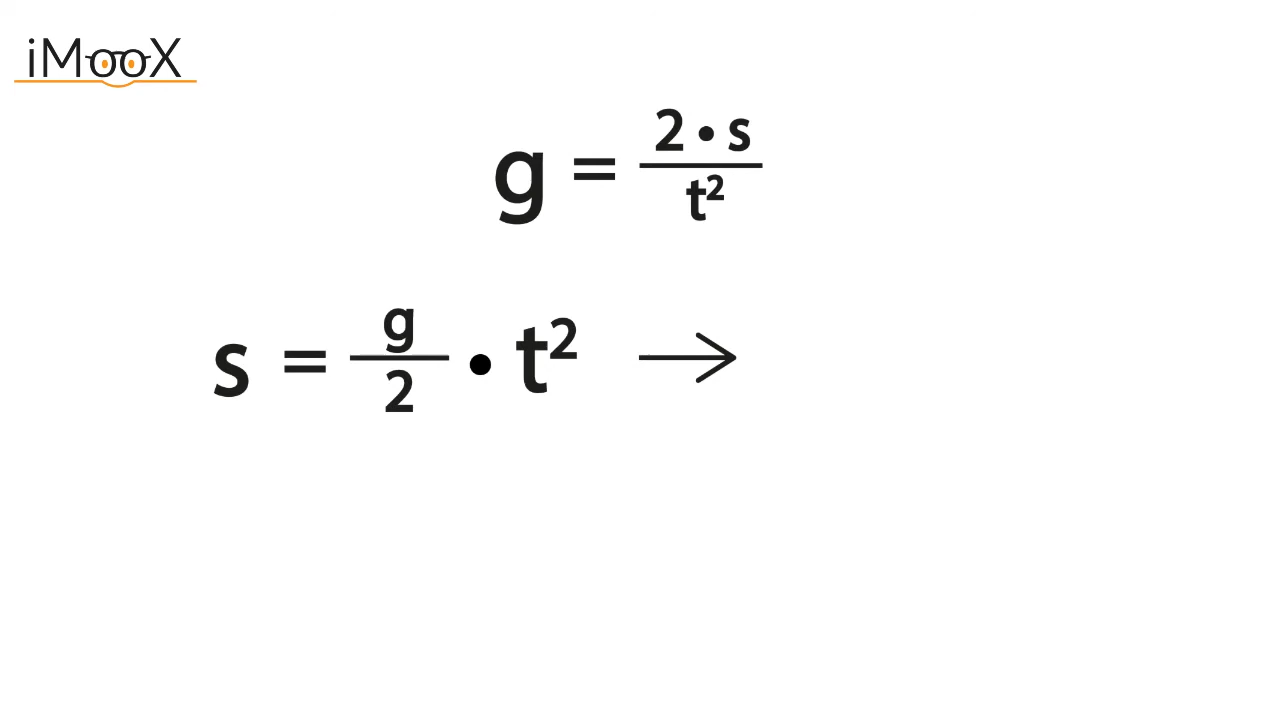 iMooX
g = 2 • s / t²
s = g / 2 • t² →